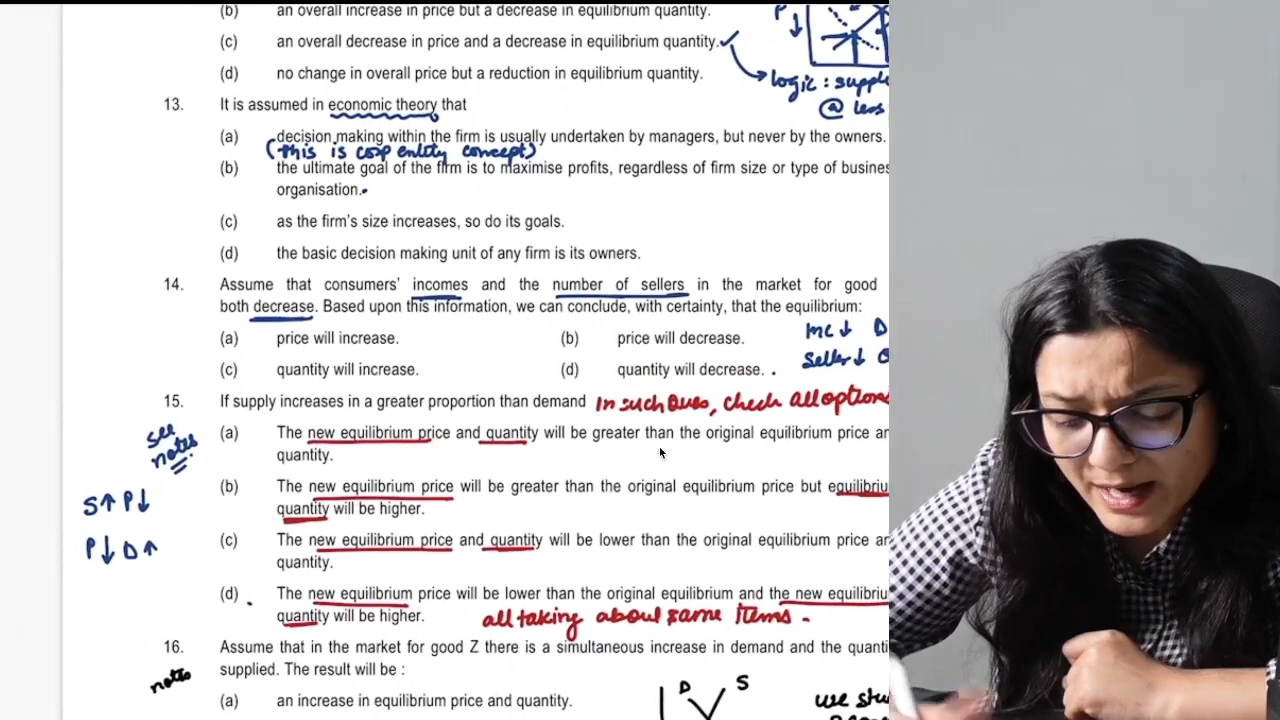 (b) an overall increase in price but a decrease in equilibrium quantity.
(c) an overall decrease in price and a decrease in equilibrium quantity.
(d) no change in overall price but a reduction in equilibrium quantity.
P↓
logic : supply
@ less
13. It is assumed in economic theory that
(a) decision making within the firm is usually undertaken by managers, but never by the owners.
(this is corp entity concept)
(b) the ultimate goal of the firm is to maximise profits, regardless of firm size or type of busines
organisation.
(c) as the firm's size increases, so do its goals.
(d) the basic decision making unit of any firm is its owners.
14. Assume that consumers' incomes and the number of sellers in the market for good
both decrease. Based upon this information, we can conclude, with certainty, that the equilibrium:
(a) price will increase. (b) price will decrease.
(c) quantity will increase. (d) quantity will decrease.
Inc↓ D
Seller↓
15. If supply increases in a greater proportion than demand In such Ques, check all options
(a) The new equilibrium price and quantity will be greater than the original equilibrium price an
quantity.
see
notes
(b) The new equilibrium price will be greater than the original equilibrium price but equilibriu
quantity will be higher.
S↑ P↓
P↓ D↑
(c) The new equilibrium price and quantity will be lower than the original equilibrium price an
quantity.
(d) The new equilibrium price will be lower than the original equilibrium and the new equilibriu
quantity will be higher. all taking about same items.
16. Assume that in the market for good Z there is a simultaneous increase in demand and the quanti
supplied. The result will be :
notes
(a) an increase in equilibrium price and quantity.
D S
we stu